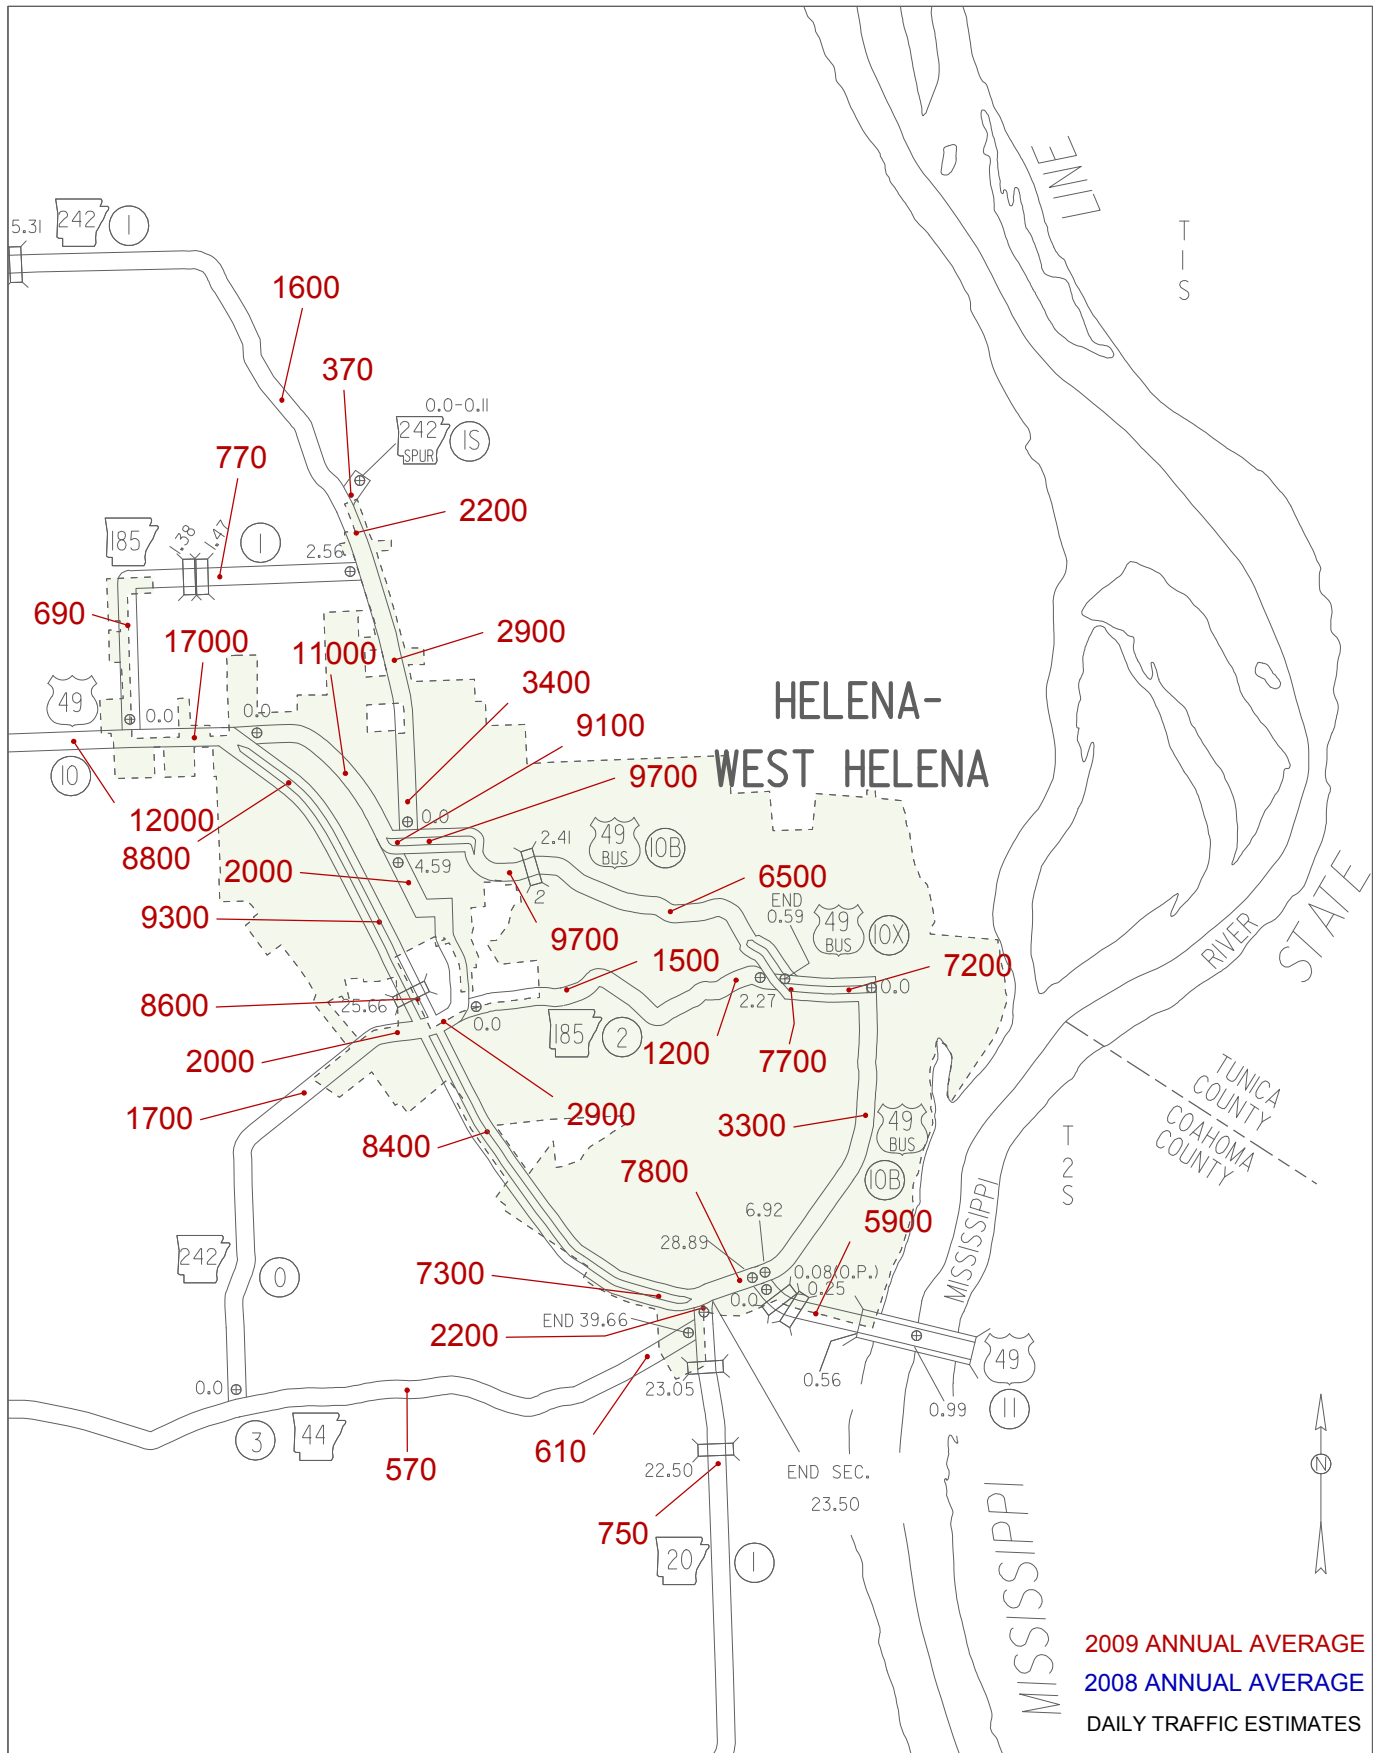 LINE
T
1
S
5.31
242
1
1600
370
0.0-0.11
242
SPUR
1S
770
2200
185
1.38
1.47
1
2.56
690
17000
11000
2900
49
0.0
0.0
3400
HELENA-
WEST HELENA
9100
9700
10
12000
8800
0.0
4.59
2.41
49
BUS
10B
2
2000
6500
END
0.59
49
BUS
10X
STATE
RIVER
9300
9700
1500
7200
8600
25.66
0.0
2.27
0.0
185
2
2000
1200
7700
1700
2900
3300
TUNICA
COUNTY
COAHOMA
COUNTY
49
BUS
T
2
S
8400
7800
10B
MISSISSIPPI
6.92
5900
28.89
242
0
7300
0.08(O.P.)
0.25
0.0
END 39.66
2200
49
0.0
23.05
0.56
0.99
11
3
44
570
610
22.50
END SEC.
23.50
N
750
20
1
MISSISSIPPI
2009 ANNUAL AVERAGE
2008 ANNUAL AVERAGE
DAILY TRAFFIC ESTIMATES